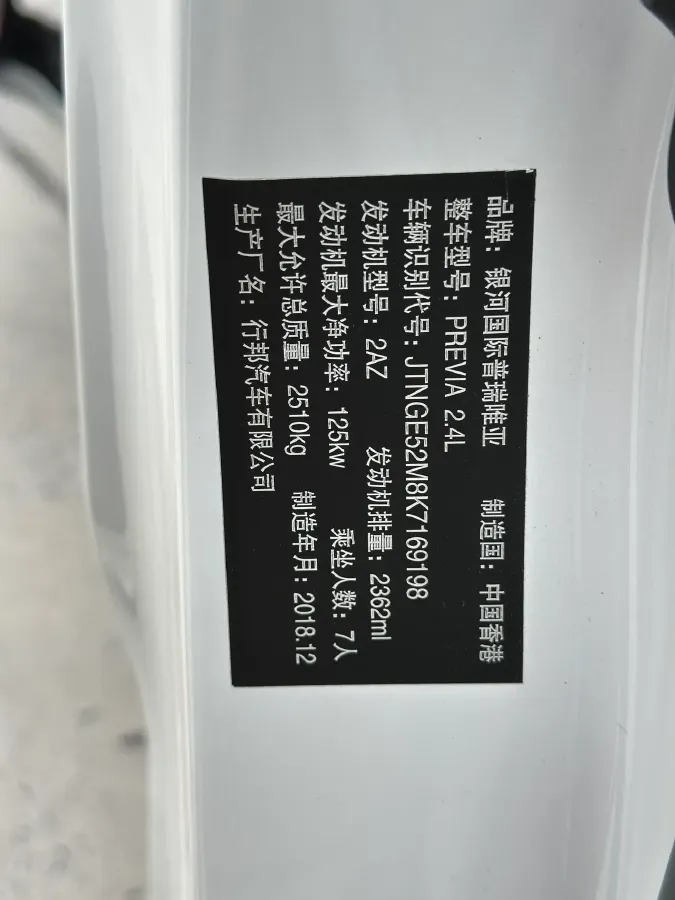 品牌：银河国际普瑞唯亚 制造国：中国香港
整车型号：PREVIA 2.4L
车辆识别代号：JTNGE52M8K7169198
发动机型号：2AZ 发动机排量：2362ml
发动机最大净功率：125kw 乘坐人数：7人
最大允许总质量：2510kg 制造年月：2018.12
生产厂名：行邦汽车有限公司